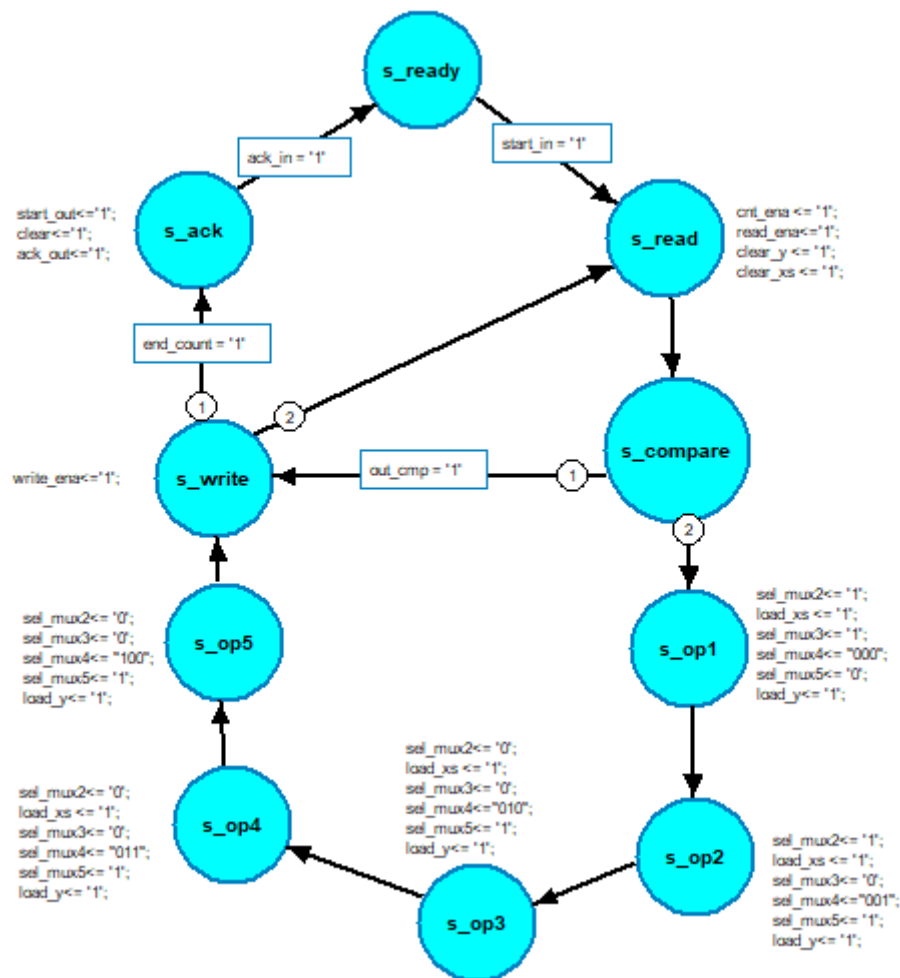 s_ready
ack_in = "1"
start_in = "1"
start_out<="1";
clear<="1";
ack_out<="1";
s_ack
s_read
cnt_ena <= "1";
read_ena<="1";
clear_y <= "1";
clear_xs <= "1";
end_count = "1"
1
2
s_compare
write_ena<="1";
s_write
out_cmp = "1"
1
2
sel_mux2<= "0";
sel_mux3<= "0";
sel_mux4<= "100";
sel_mux5<= "1";
load_y<= "1";
s_op5
s_op1
sel_mux2<= "1";
load_xs <= "1";
sel_mux3<= "1";
sel_mux4<= "000";
sel_mux5<= "0";
load_y<= "1";
sel_mux2<= "0";
load_xs <= "1";
sel_mux3<= "0";
sel_mux4<= "011";
sel_mux5<= "1";
load_y<= "1";
s_op4
sel_mux2<= "0";
load_xs <= "1";
sel_mux3<= "0";
sel_mux4<="010";
sel_mux5<= "1";
load_y<= "1";
s_op3
s_op2
sel_mux2<= "1";
load_xs <= "1";
sel_mux3<= "0";
sel_mux4<="001";
sel_mux5<= "1";
load_y<= "1";